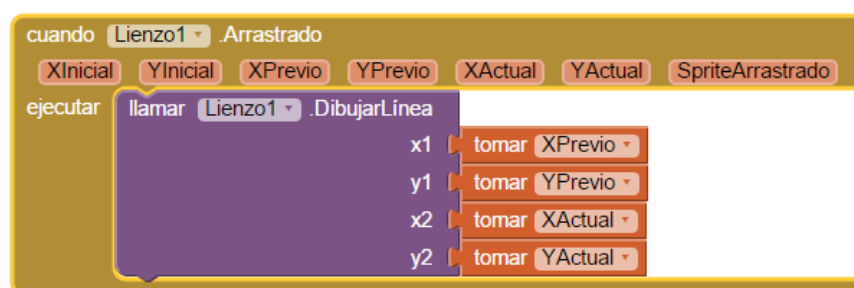 cuando Lienzo1 .Arrastrado
XInicial YInicial XPrevio YPrevio XActual YActual SpriteArrastrado
ejecutar llamar Lienzo1 .DibujarLínea
x1 tomar XPrevio
y1 tomar YPrevio
x2 tomar XActual
y2 tomar YActual